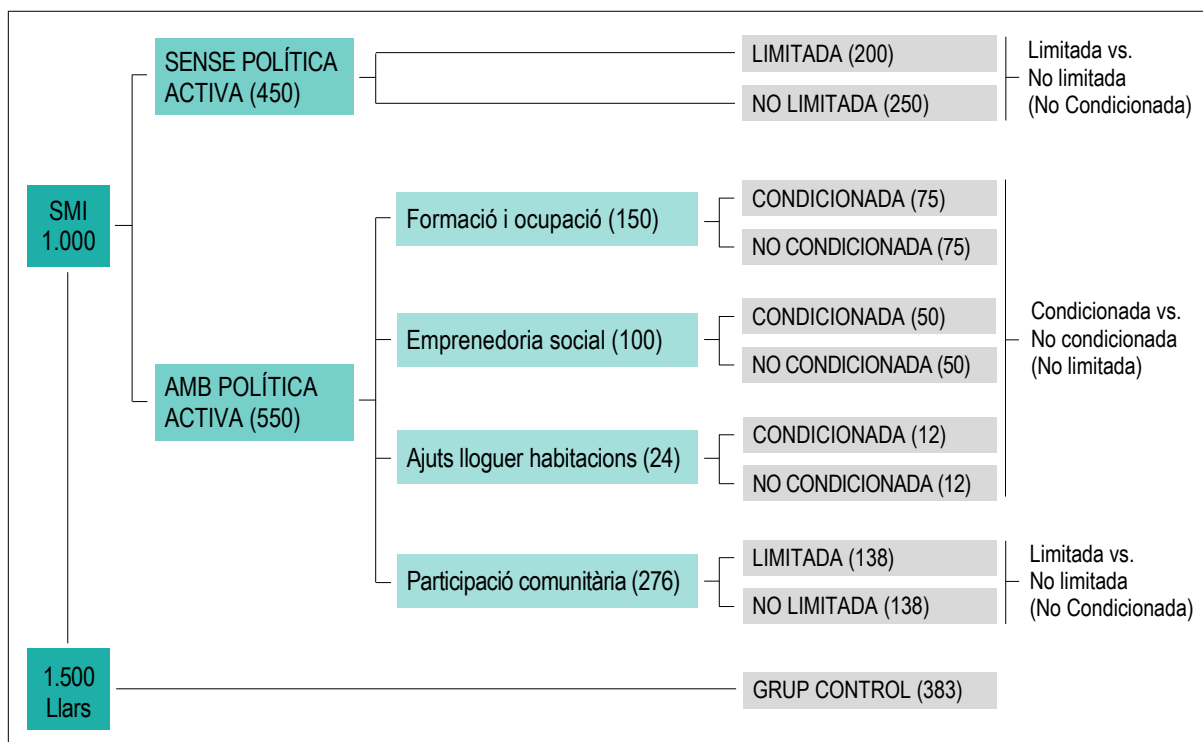 SENSE POLÍTICA
ACTIVA (450)
LIMITADA (200)
NO LIMITADA (250)
Limitada vs.
No limitada
(No Condicionada)
SMI
1.000
AMB POLÍTICA
ACTIVA (550)
Formació i ocupació (150)
CONDICIONADA (75)
NO CONDICIONADA (75)
Emprenedoria social (100)
CONDICIONADA (50)
NO CONDICIONADA (50)
Ajuts lloguer habitacions (24)
CONDICIONADA (12)
NO CONDICIONADA (12)
Condicionada vs.
No condicionada
(No limitada)
Participació comunitària (276)
LIMITADA (138)
NO LIMITADA (138)
Limitada vs.
No limitada
(No Condicionada)
1.500
Llars
GRUP CONTROL (383)